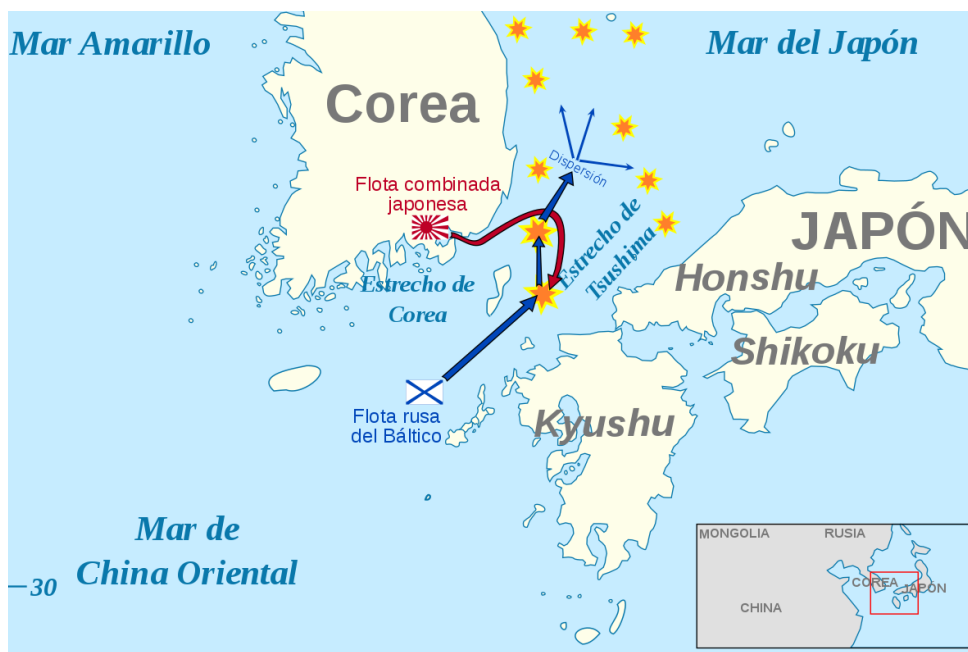 Mar Amarillo
Mar del Japón
Corea
Dispersión
Flota combinada
japonesa
Estrecho de
Tsushima
JAPÓN
Honshu
Estrecho de
Corea
Shikoku
Flota rusa
del Báltico
Kyushu
Mar de
China Oriental
30
MONGOLIA
RUSIA
COREA
JAPÓN
CHINA